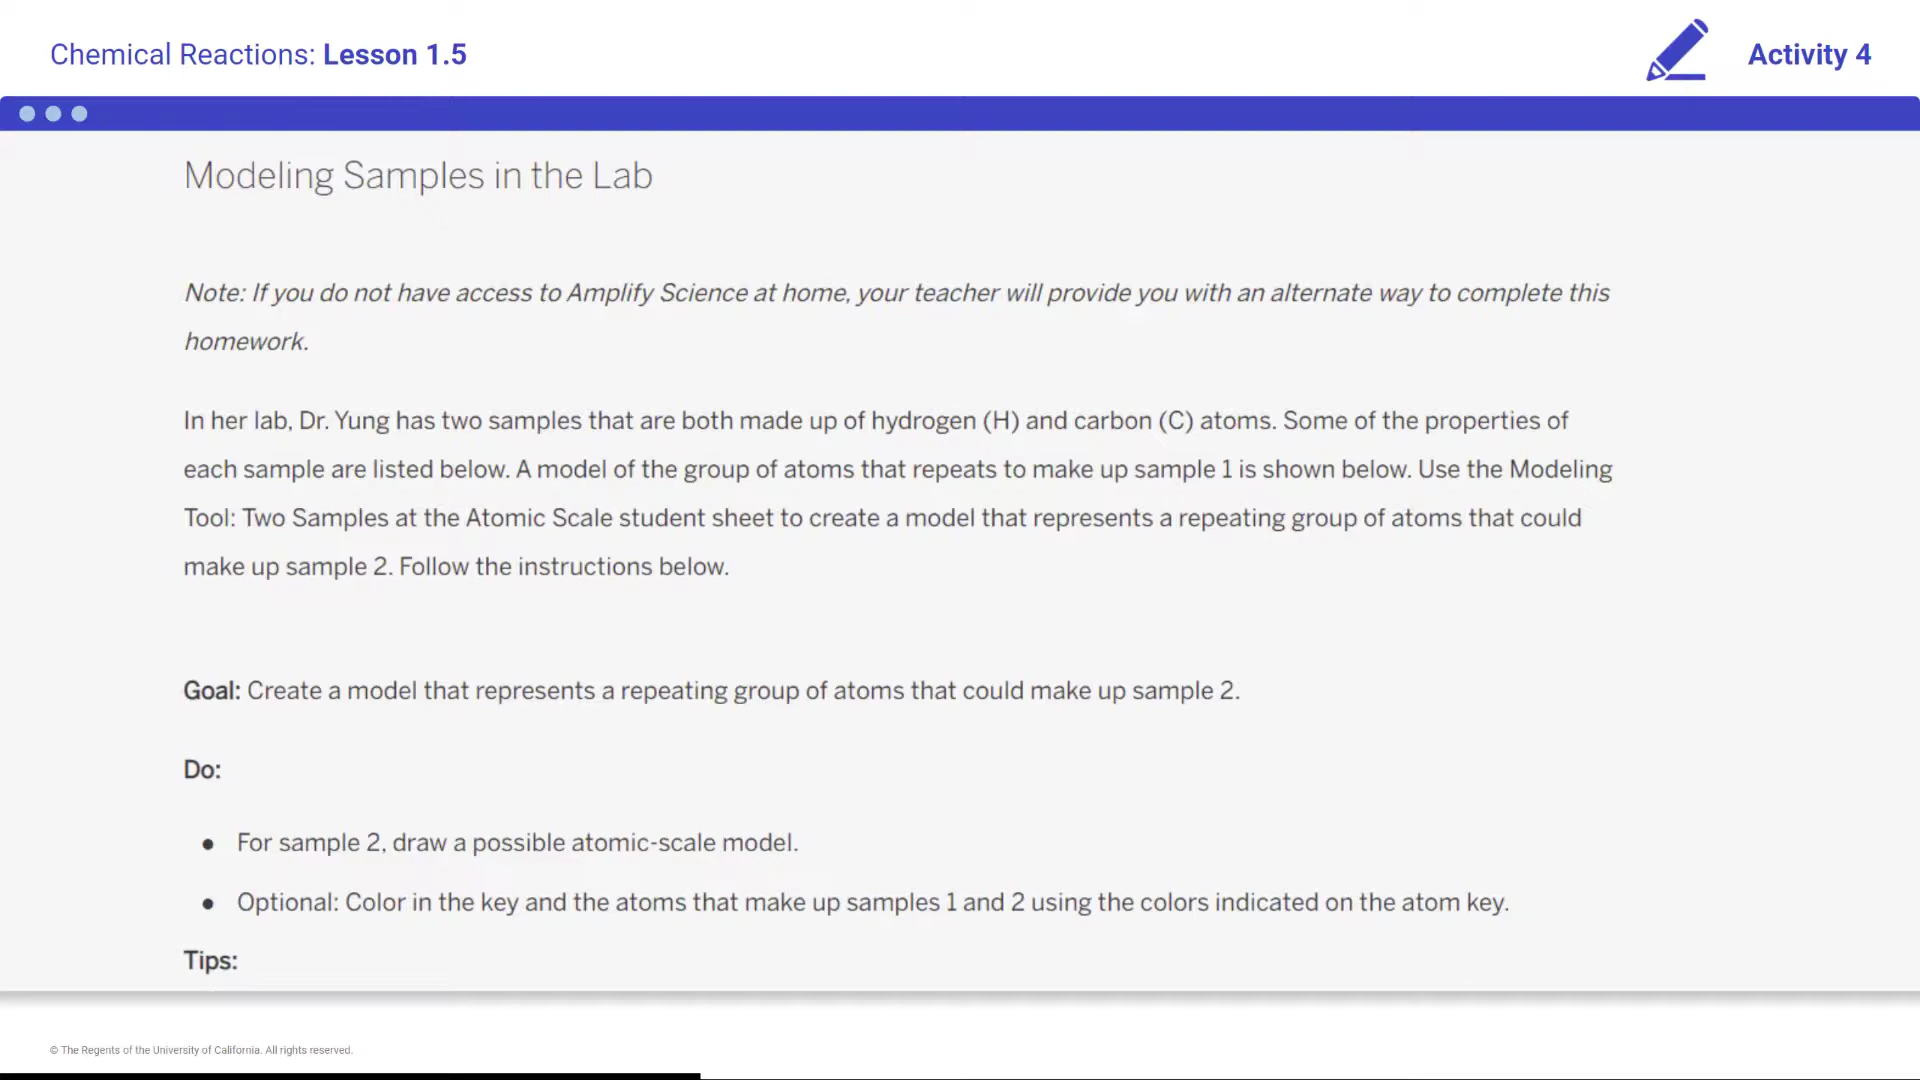 Chemical Reactions: Lesson 1.5
Activity 4
Modeling Samples in the Lab
Note: If you do not have access to Amplify Science at home, your teacher will provide you with an alternate way to complete this
homework.
In her lab, Dr. Yung has two samples that are both made up of hydrogen (H) and carbon (C) atoms. Some of the properties of
each sample are listed below. A model of the group of atoms that repeats to make up sample 1 is shown below. Use the Modeling
Tool: Two Samples at the Atomic Scale student sheet to create a model that represents a repeating group of atoms that could
make up sample 2. Follow the instructions below.
Goal: Create a model that represents a repeating group of atoms that could make up sample 2.
Do:
● For sample 2, draw a possible atomic-scale model.
● Optional: Color in the key and the atoms that make up samples 1 and 2 using the colors indicated on the atom key.
Tips:
© The Regents of the University of California. All rights reserved.